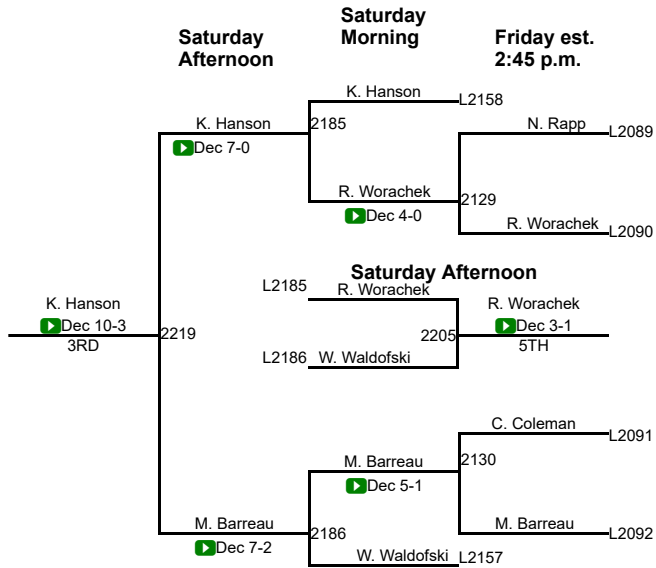 Saturday
Morning
Saturday
Afternoon
Friday est.
2:45 p.m.
K. Hanson
L2158
K. Hanson
2185
N. Rapp
L2089
Dec 7-0
R. Worachek
2129
Dec 4-0
R. Worachek
L2090
Saturday Afternoon
L2185
R. Worachek
K. Hanson
R. Worachek
Dec 10-3
2219
2205
Dec 3-1
3RD
5TH
L2186
W. Waldofski
C. Coleman
L2091
M. Barreau
2130
Dec 5-1
M. Barreau
2186
M. Barreau
L2092
Dec 7-2
W. Waldofski
L2157